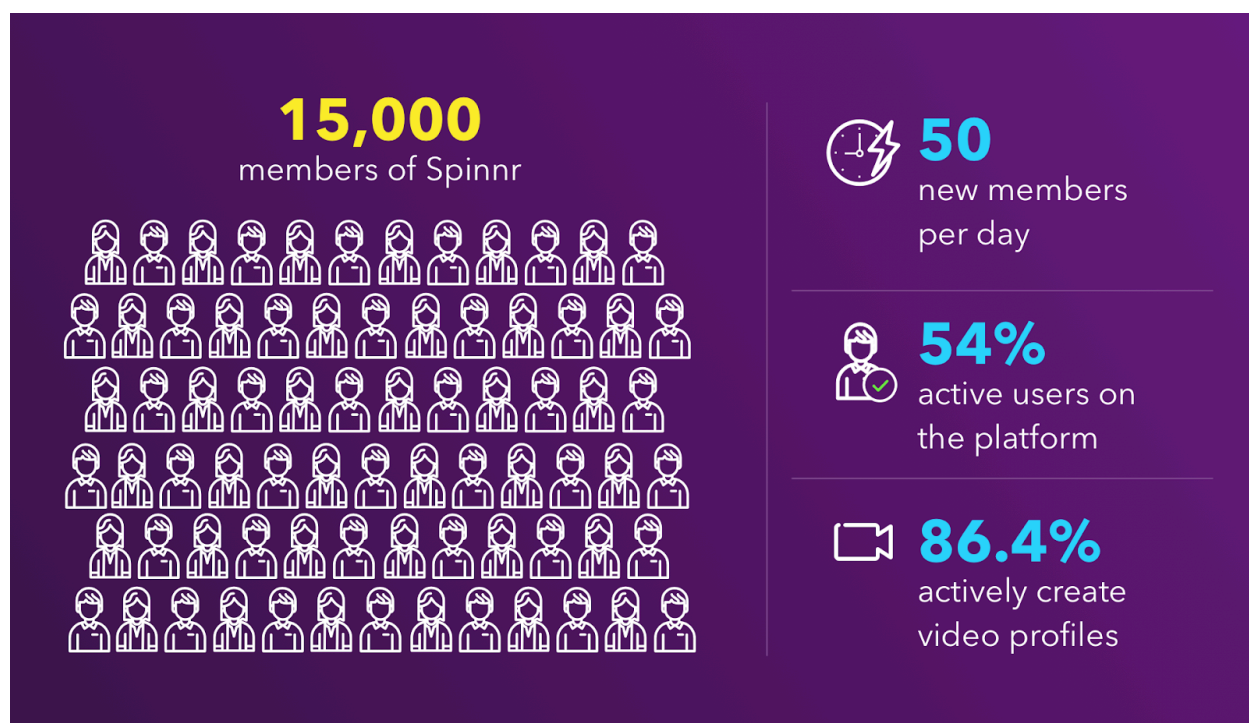 15,000
members of Spinnr
50
new members
per day
54%
active users on
the platform
86.4%
actively create
video profiles